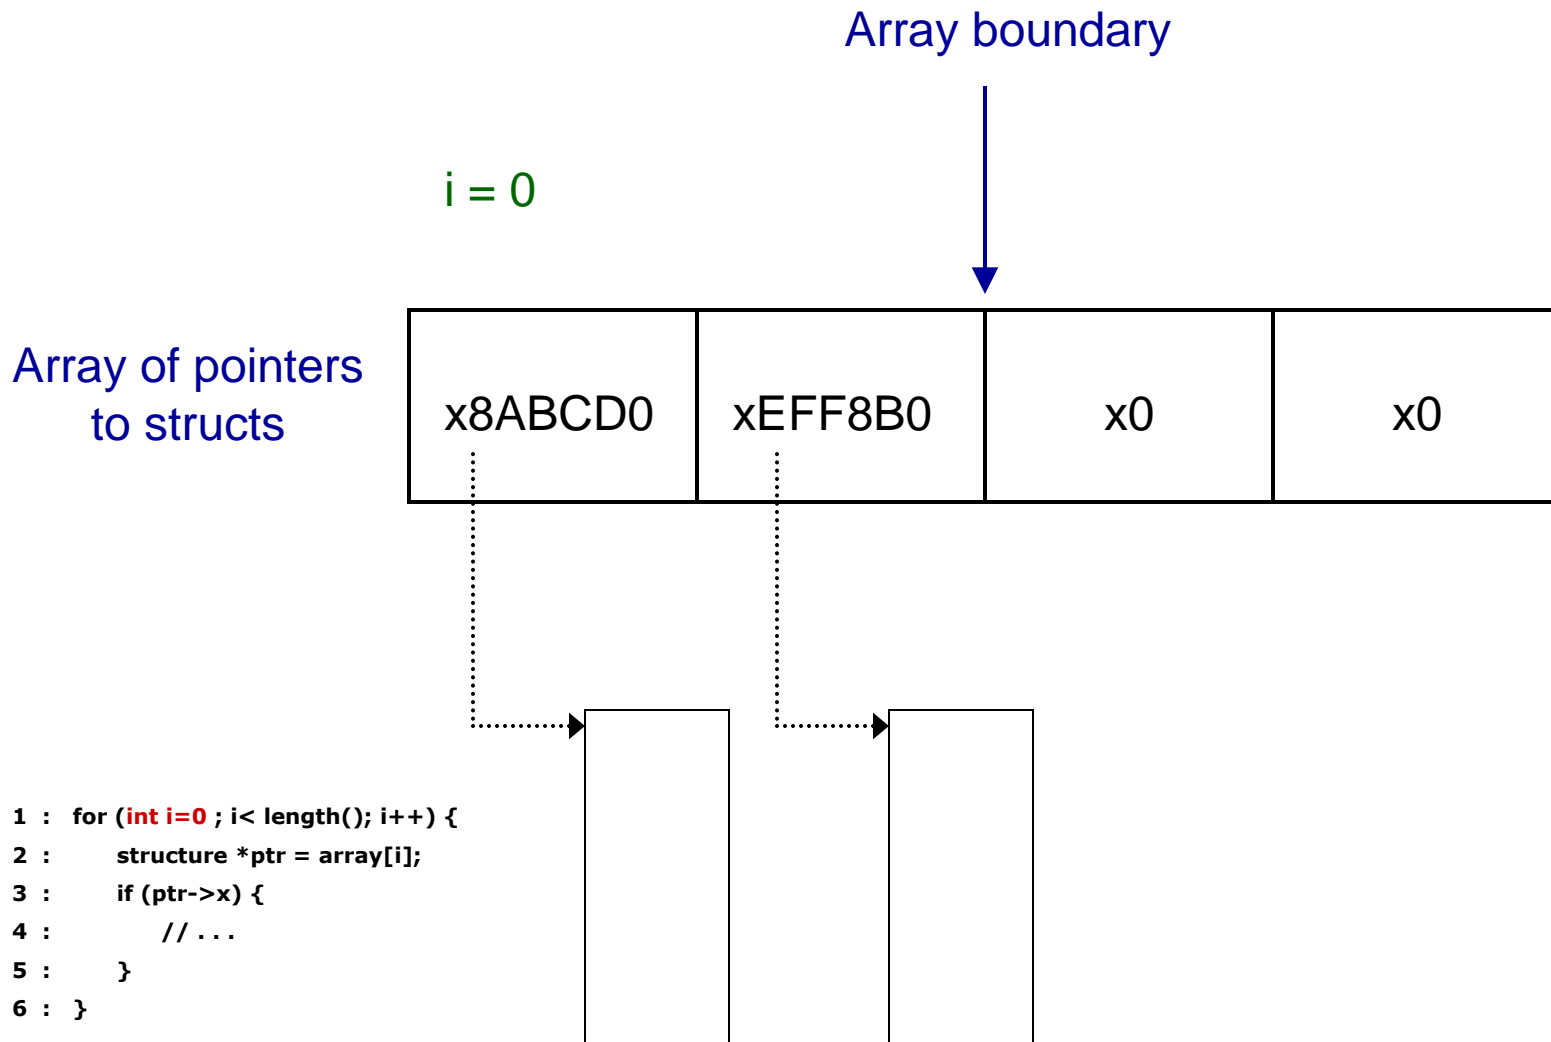 Array boundary
i = 0
Array of pointers
to structs
x8ABCD0
xEFF8B0
x0
x0
1 : for (int i=0 ; i< length(); i++) {
2 : structure *ptr = array[i];
3 : if (ptr->x) {
4 : // . . .
5 : }
6 : }